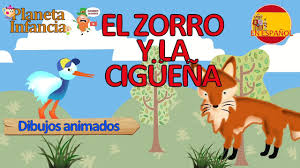 Planeta
Infancia
EL ZORRO
Y LA
CIGÜEÑA
EN ESPAÑOL
Dibujos animados